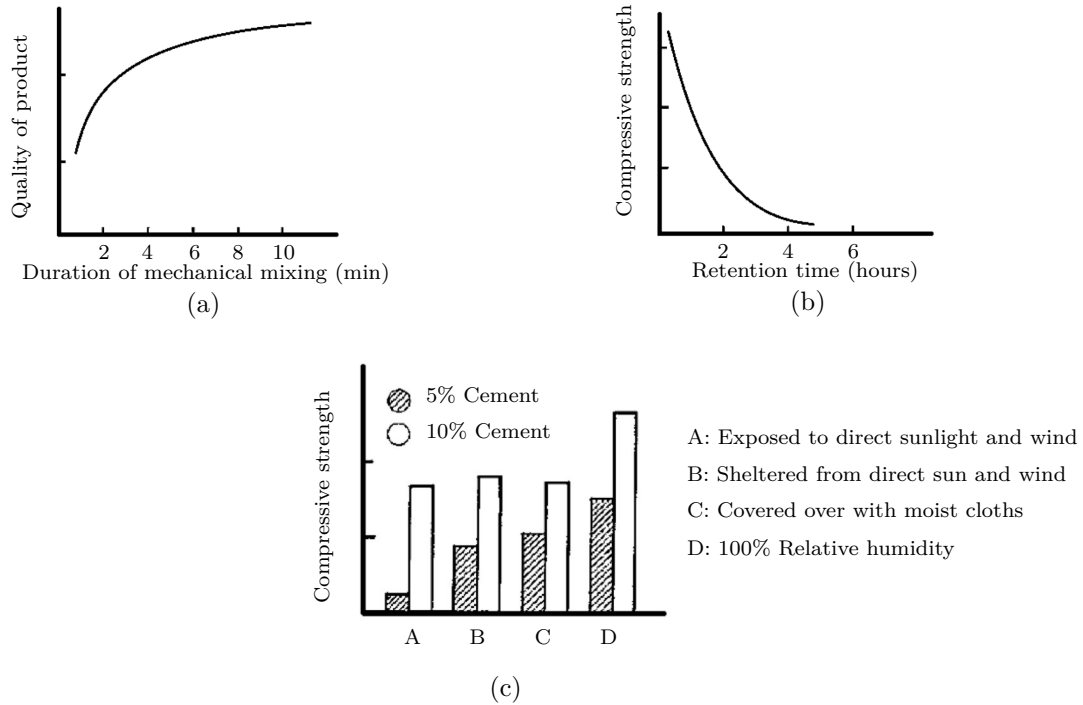 Quality of product
2 4 6 8 10
Duration of mechanical mixing (min)
(a)
Compressive strength
2 4 6
Retention time (hours)
(b)
Compressive strength
5% Cement
10% Cement
A B C D
A: Exposed to direct sunlight and wind
B: Sheltered from direct sun and wind
C: Covered over with moist cloths
D: 100% Relative humidity
(c)